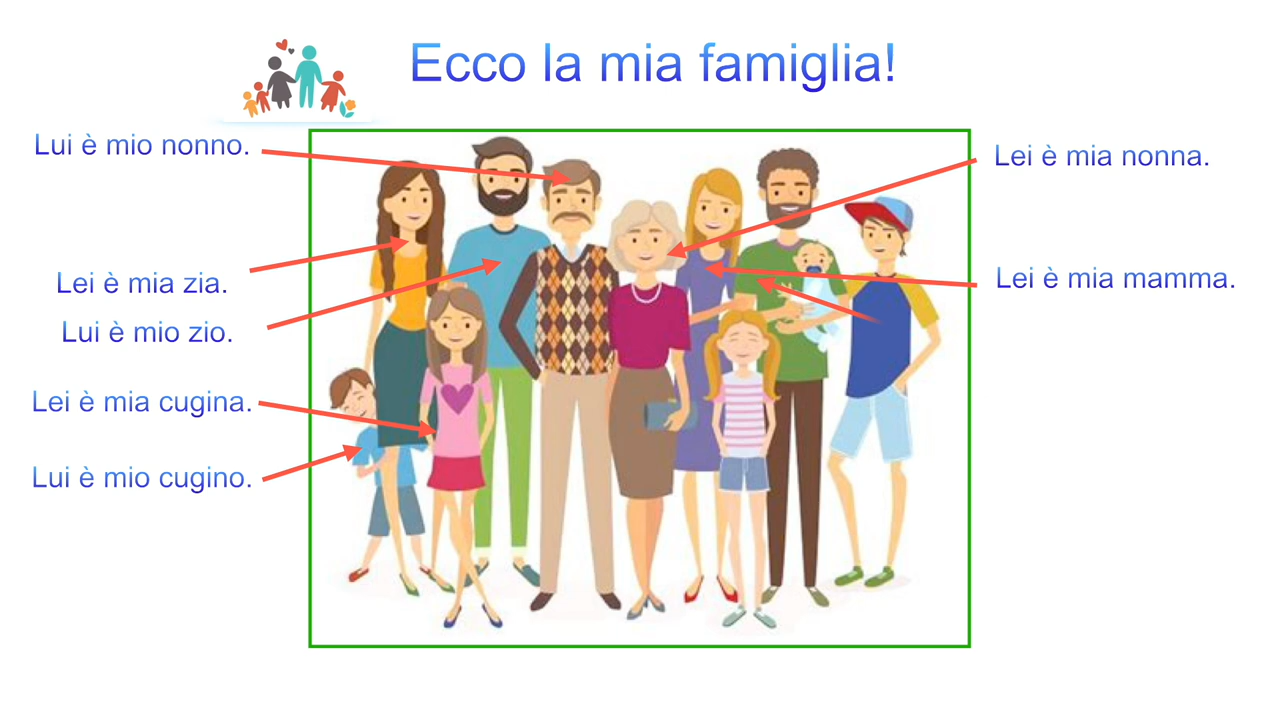 Ecco la mia famiglia!
Lui è mio nonno.
Lei è mia zia.
Lui è mio zio.
Lei è mia cugina.
Lui è mio cugino.
Lei è mia nonna.
Lei è mia mamma.